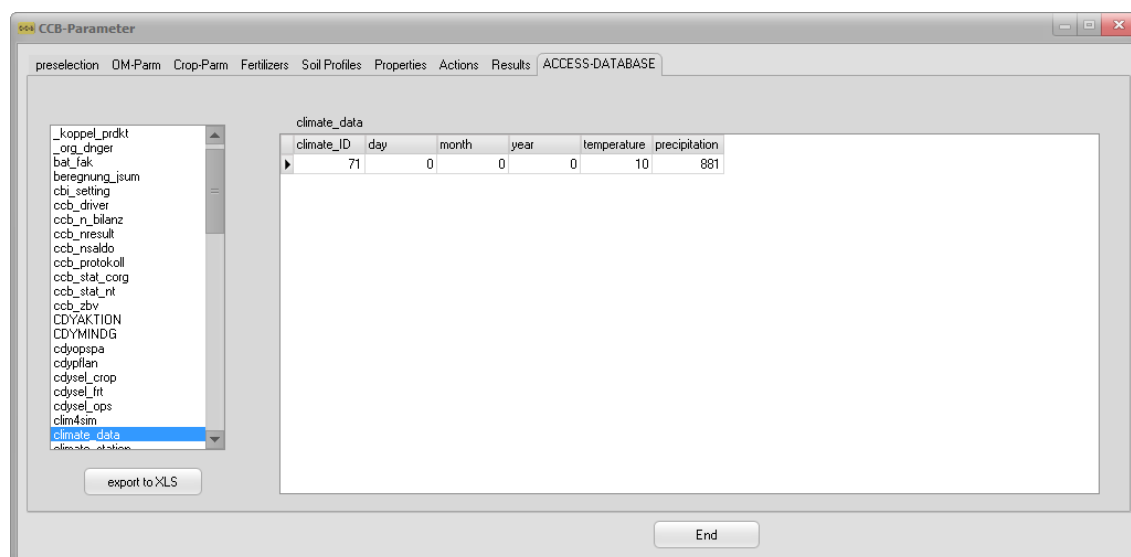 CCB-Parameter
preselection OM-Parm Crop-Parm Fertilizers Soil Profiles Properties Actions Results ACCESS-DATABASE
_koppel_prdkt
_org_dnger
bat_fak
beregnung_jsum
cbi_setting
ccb_driver
ccb_n_bilanz
ccb_nresult
ccb_nsaldo
ccb_protokoll
ccb_stat_corg
ccb_stat_nt
ccb_zbv
CDYAKTION
CDYMINDG
cdyopspa
cdypflan
cdysel_crop
cdysel_frt
cdysel_ops
clim4sim
climate_data
climate_station
export to XLS
climate_data
climate_ID day month year temperature precipitation
71 0 0 0 10 881
End